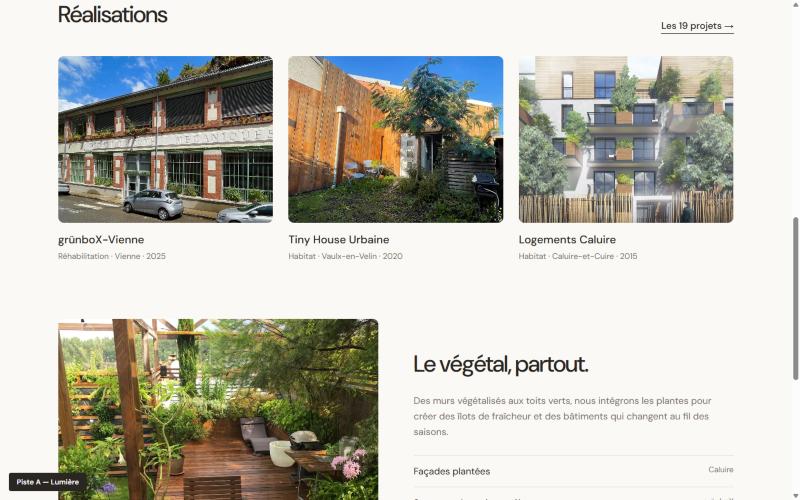 Réalisations
Les 19 projets →
MECANIQUES
grünboX-Vienne
Tiny House Urbaine
Logements Caluire
Réhabilitation · Vienne · 2025
Habitat · Vaulx-en-Velin · 2020
Habitat · Caluire-et-Cuire · 2015
Le végétal, partout.
Des murs végétalisés aux toits verts, nous intégrons les plantes pour
créer des îlots de fraîcheur et des bâtiments qui changent au fil des
saisons.
Façades plantées
Caluire
Piste A — Lumière